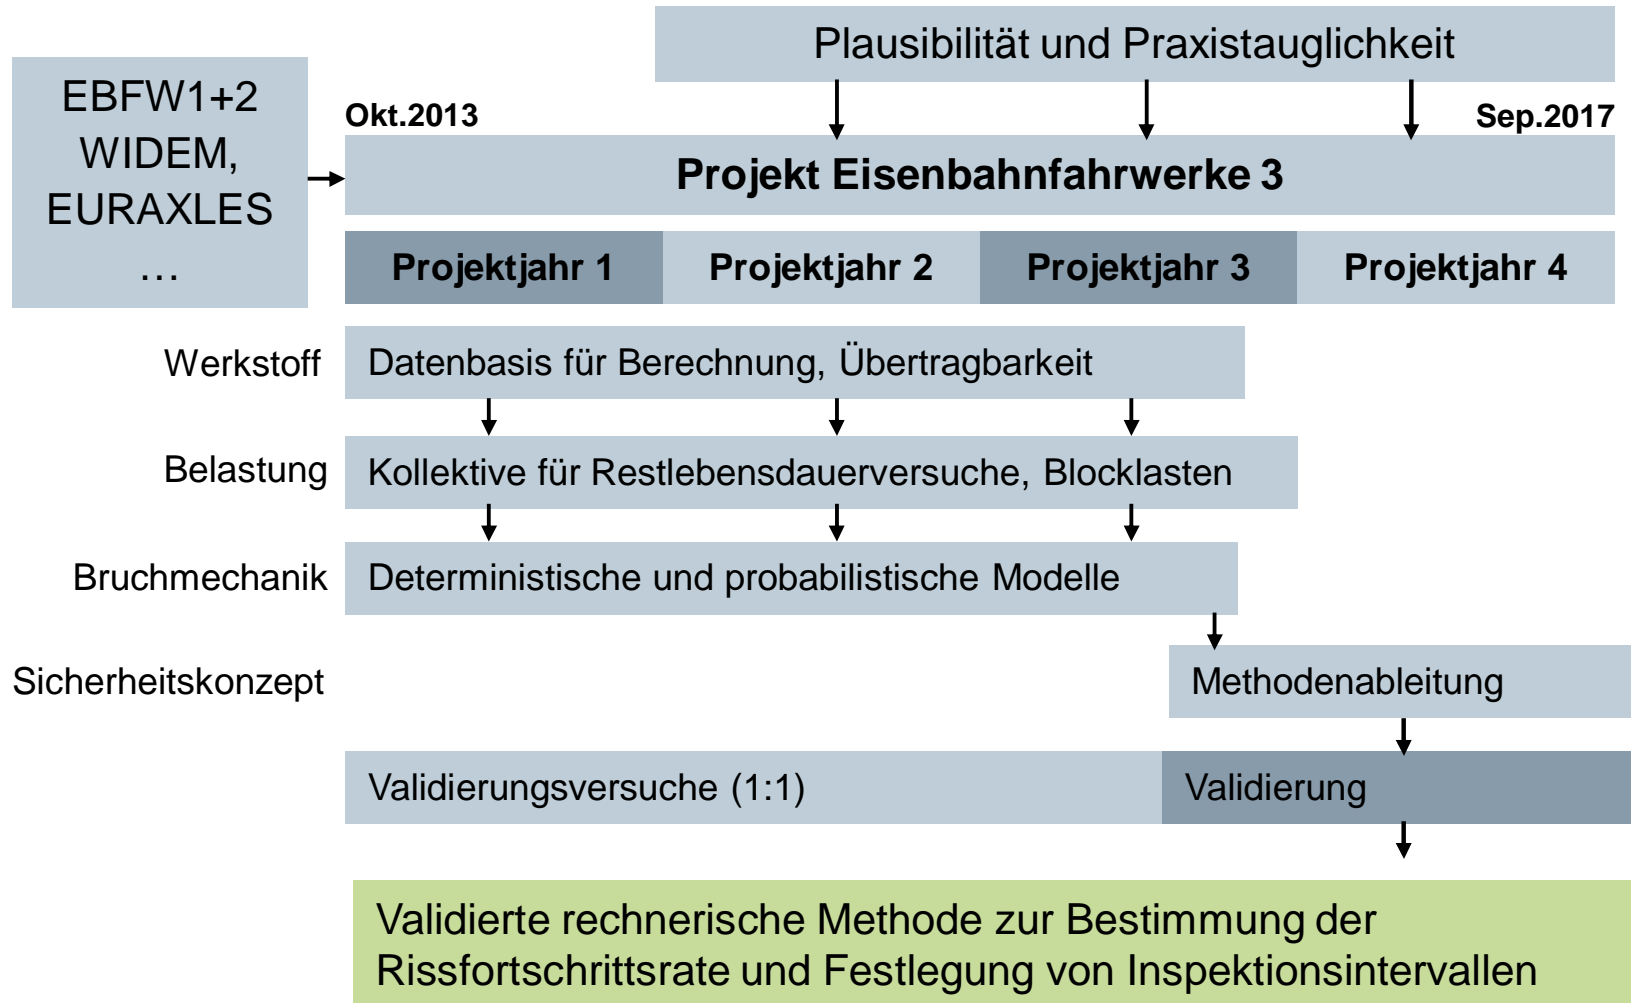 Plausibilität und Praxistauglichkeit
EBFW1+2
WIDEM,
EURAXLES
…
Okt.2013
Sep.2017
Projekt Eisenbahnfahrwerke 3
Projektjahr 1
Projektjahr 2
Projektjahr 3
Projektjahr 4
Werkstoff
Datenbasis für Berechnung, Übertragbarkeit
Belastung
Kollektive für Restlebensdauerversuche, Blocklasten
Bruchmechanik
Deterministische und probabilistische Modelle
Sicherheitskonzept
Methodenableitung
Validierungsversuche (1:1)
Validierung
Validierte rechnerische Methode zur Bestimmung der
Rissfortschrittsrate und Festlegung von Inspektionsintervallen